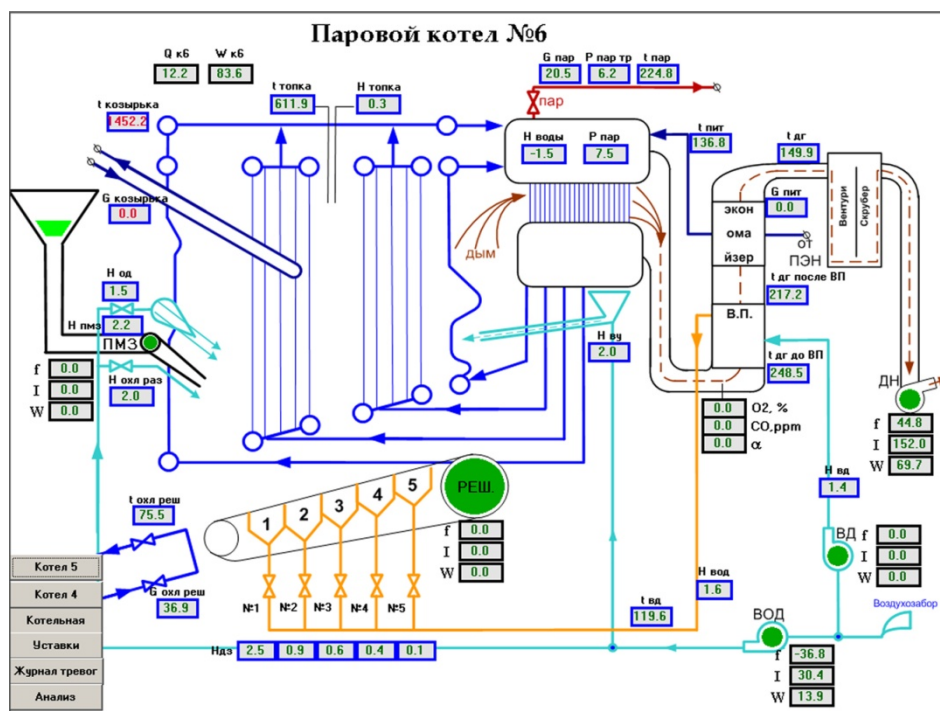 Паровой котел №6
Q к6 W к6
12.2 83.6
G пар P пар тр t пар
20.5 6.2 224.8
пар
t топка H топка
611.9 0.3
t козырька
1452.2
H воды P пар
-1.5 7.5
t пит
136.8
t дг
149.9
G козырька
0.0
G пит
0.0
экон
ома
йзер
от
ПЭН
Вентури
Скрубер
дым
H од
1.5
H пмз
2.2
ПМЗ
H охл раз
2.0
f 0.0
I 0.0
W 0.0
t дг после ВП
217.2
В.П.
H ву
2.0
t дг до ВП
248.5
0.0 O2, %
0.0 CO,ppm
0.0 α
ДН
f 44.8
I 152.0
W 69.7
1 2 3 4 5
РЕШ.
f 0.0
I 0.0
W 0.0
t охл реш
75.5
G охл реш
36.9
H вд
1.4
ВД
f 0.0
I 0.0
W 0.0
№1 №2 №3 №4 №5
H вод
1.6
t вд
119.6
Воздухозабор
ВОД
f -36.8
I 30.4
W 13.9
Hдз 2.5 0.9 0.6 0.4 0.1
Котел 5
Котел 4
Котельная
Уставки
Журнал тревог
Анализ